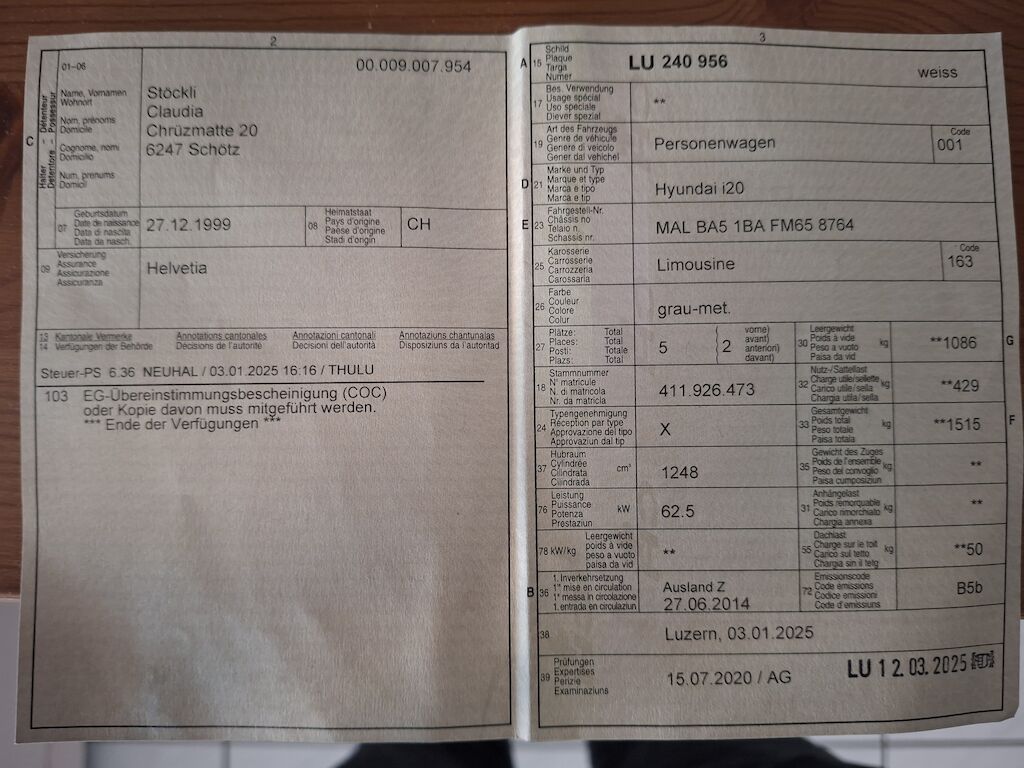 2
01–06
00.009.007.954
C
Halter - Détenteur
Detentore - Possessur
Name, Vornamen
Wohnort
Nom, prénoms
Domicile
Cognome, nomi
Domicilio
Num, prenums
Domicil
Stöckli
Claudia
Chrüzmatte 20
6247 Schötz
07
Geburtsdatum
Date de naissance
Data di nascita
Data da nasch.
27.12.1999
08
Heimatstaat
Pays d'origine
Paese d'origine
Stadi d'origin
CH
09
Versicherung
Assurance
Assicurazione
Assicuranza
Helvetia
13 Kantonale Vermerke Annotations cantonales Annotazioni cantonali Annotaziuns chantunalas
14 Verfügungen der Behörde Décisions de l'autorité Decisioni dell'autorità Disposiziuns da l'autoritad
Steuer-PS 6.36 NEUHAL / 03.01.2025 16:16 / THULU
103 EG-Übereinstimmungsbescheinigung (COC)
oder Kopie davon muss mitgeführt werden.
*** Ende der Verfügungen ***
3
A 15
Schild
Plaque
Targa
Numer
LU 240 956
weiss
17
Bes. Verwendung
Usage spécial
Uso speciale
Diever spezial
**
19
Art des Fahrzeugs
Genre de véhicule
Genere di veicolo
Gener dal vehichel
Personenwagen
Code
001
D 21
Marke und Typ
Marque et type
Marca e tipo
Marca e tip
Hyundai i20
E 23
Fahrgestell-Nr.
Châssis no
Telaio n.
Schassis nr.
MAL BA5 1BA FM65 8764
25
Karosserie
Carrosserie
Carrozzeria
Carossaria
Limousine
Code
163
26
Farbe
Couleur
Colore
Colur
grau-met.
27
Plätze: Total
Places: Total
Posti: Totale
Plazs: Total
5
2
vorne)
avant)
anteriori)
davant)
30
Leergewicht
Poids à vide
Peso a vuoto
Paisa da vid
kg
**1086
G
18
Stammnummer
N° matricule
N. di matricola
Nr. da matricla
411.926.473
32
Nutz-/Sattellast
Charge utile/sellette
Carico utile/sella
Chargia utila/sella
kg
**429
24
Typengenehmigung
Réception par type
Approvazione del tipo
Approvaziun dal tip
X
33
Gesamtgewicht
Poids total
Peso totale
Paisa totala
kg
**1515
F
37
Hubraum
Cylindrée
Cilindrata
Cilindrada
cm³
1248
35
Gewicht des Zuges
Poids de l'ensemble
Peso del convoglio
Paisa cumposiziun
kg
**
76
Leistung
Puissance
Potenza
Prestaziun
kW
62.5
31
Anhängelast
Poids remorquable
Carico rimorchiato
Chargia annexa
kg
**
78 kW/kg
Leergewicht
poids à vide
peso a vuoto
paisa da vid
**
55
Dachlast
Charge sur le toit
Carico sul tetto
Chargia sin il tetg
kg
**50
B 36
1. Inverkehrsetzung
1re mise en circulation
1a messa in circolazione
1. entrada en circulaziun
Ausland Z
27.06.2014
72
Emissionscode
Code émissions
Codice emissioni
Code d'emissiuns
B5b
38
Luzern, 03.01.2025
39
Prüfungen
Expertises
Perizie
Examinaziuns
15.07.2020 / AG
LU 12.03.2025